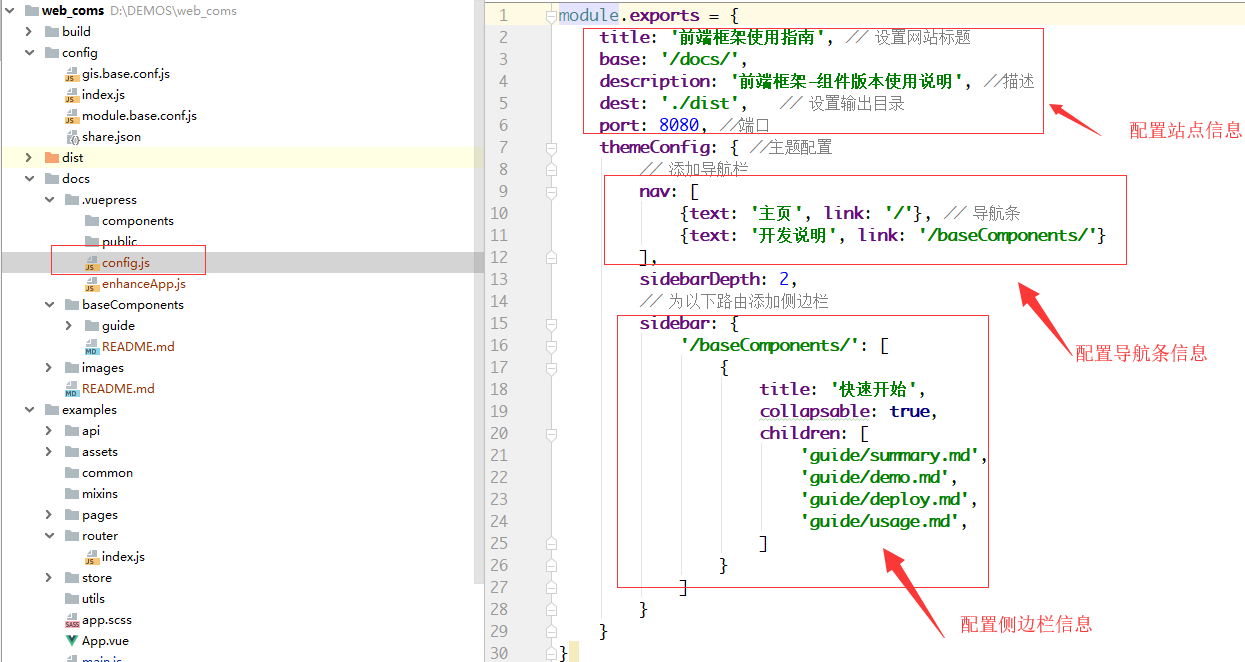 web_coms D:\DEMOS\web_coms
build
config
gis.base.conf.js
index.js
module.base.conf.js
share.json
dist
docs
.vuepress
components
public
config.js
enhanceApp.js
baseComponents
guide
README.md
images
README.md
examples
api
assets
common
mixins
pages
router
index.js
store
utils
app.scss
App.vue
main.js
1 module.exports = {
2 title: '前端框架使用指南', // 设置网站标题
3 base: '/docs/',
4 description: '前端框架-组件版本使用说明', //描述
5 dest: './dist', // 设置输出目录
6 port: 8080, //端口
7 themeConfig: { //主题配置
8 // 添加导航栏
9 nav: [
10 {text: '主页', link: '/'}, // 导航条
11 {text: '开发说明', link: '/baseComponents/'}
12 ],
13 sidebarDepth: 2,
14 // 为以下路由添加侧边栏
15 sidebar: {
16 '/baseComponents/': [
17 {
18 title: '快速开始',
19 collapsable: true,
20 children: [
21 'guide/summary.md',
22 'guide/demo.md',
23 'guide/deploy.md',
24 'guide/usage.md',
25 ]
26 }
27 ]
28 }
29 }
30 }
配置站点信息
配置导航条信息
配置侧边栏信息